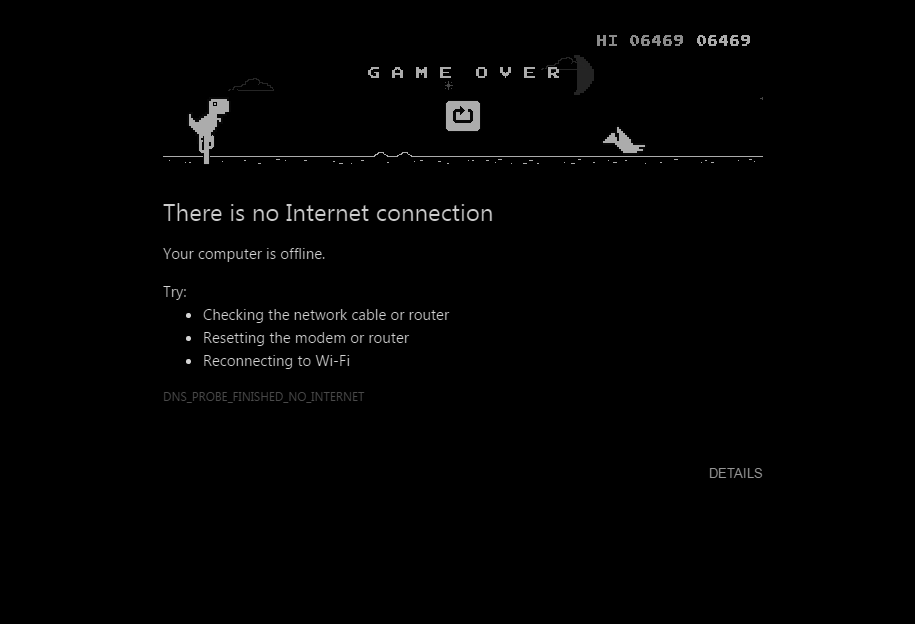 HI 06469 06469
GAME OVER
There is no Internet connection
Your computer is offline.
Try:
• Checking the network cable or router
• Resetting the modem or router
• Reconnecting to Wi-Fi
DNS_PROBE_FINISHED_NO_INTERNET
DETAILS